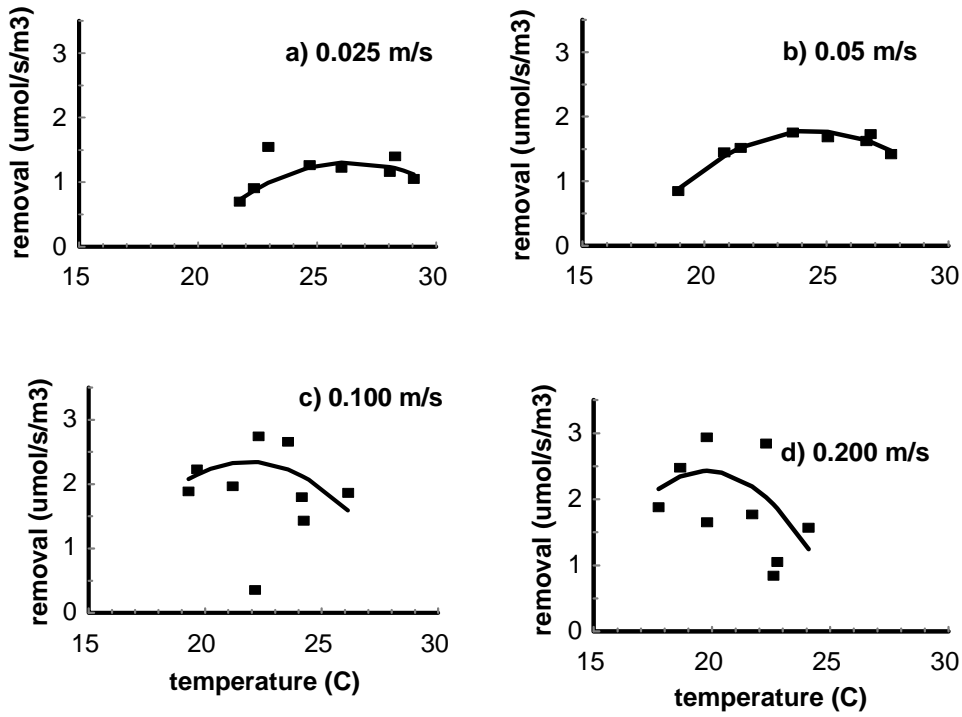 a) 0.025 m/s
removal (umol/s/m3)
3
2
1
0
15 20 25 30
b) 0.05 m/s
removal (umol/s/m3)
3
2
1
0
15 20 25 30
c) 0.100 m/s
removal (umol/s/m3)
3
2
1
0
15 20 25 30
temperature (C)
d) 0.200 m/s
removal (umol/s/m3)
3
2
1
0
15 20 25 30
temperature (C)